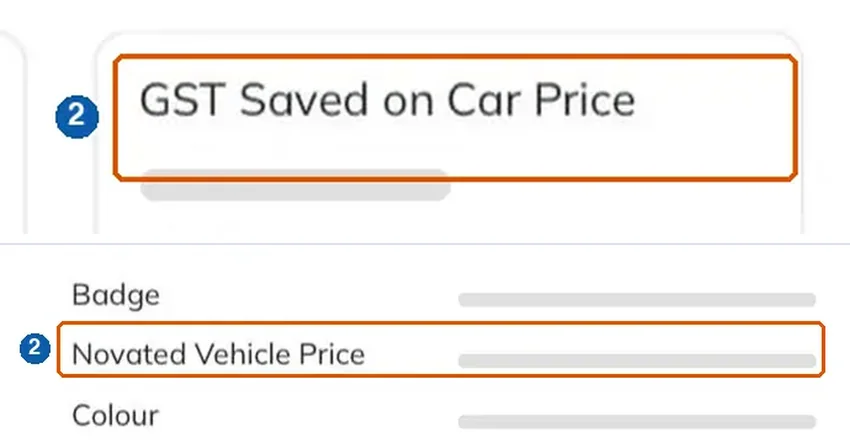 2
GST Saved on Car Price
Badge
2
Novated Vehicle Price
Colour